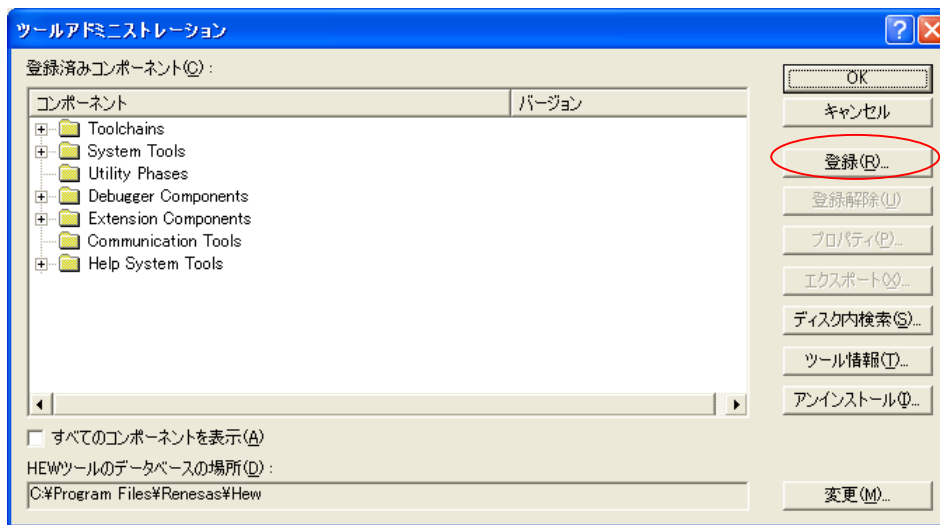 ツールアドミニストレーション
登録済みコンポーネント(C) :
コンポーネント バージョン
Toolchains
System Tools
Utility Phases
Debugger Components
Extension Components
Communication Tools
Help System Tools
すべてのコンポーネントを表示(A)
HEWツールのデータベースの場所(D) :
C:¥Program Files¥Renesas¥Hew
OK
キャンセル
登録(R)...
登録解除(U)
プロパティ(P)...
エクスポート(X)...
ディスク内検索(S)...
ツール情報(T)...
アンインストール(I)...
変更(M)...